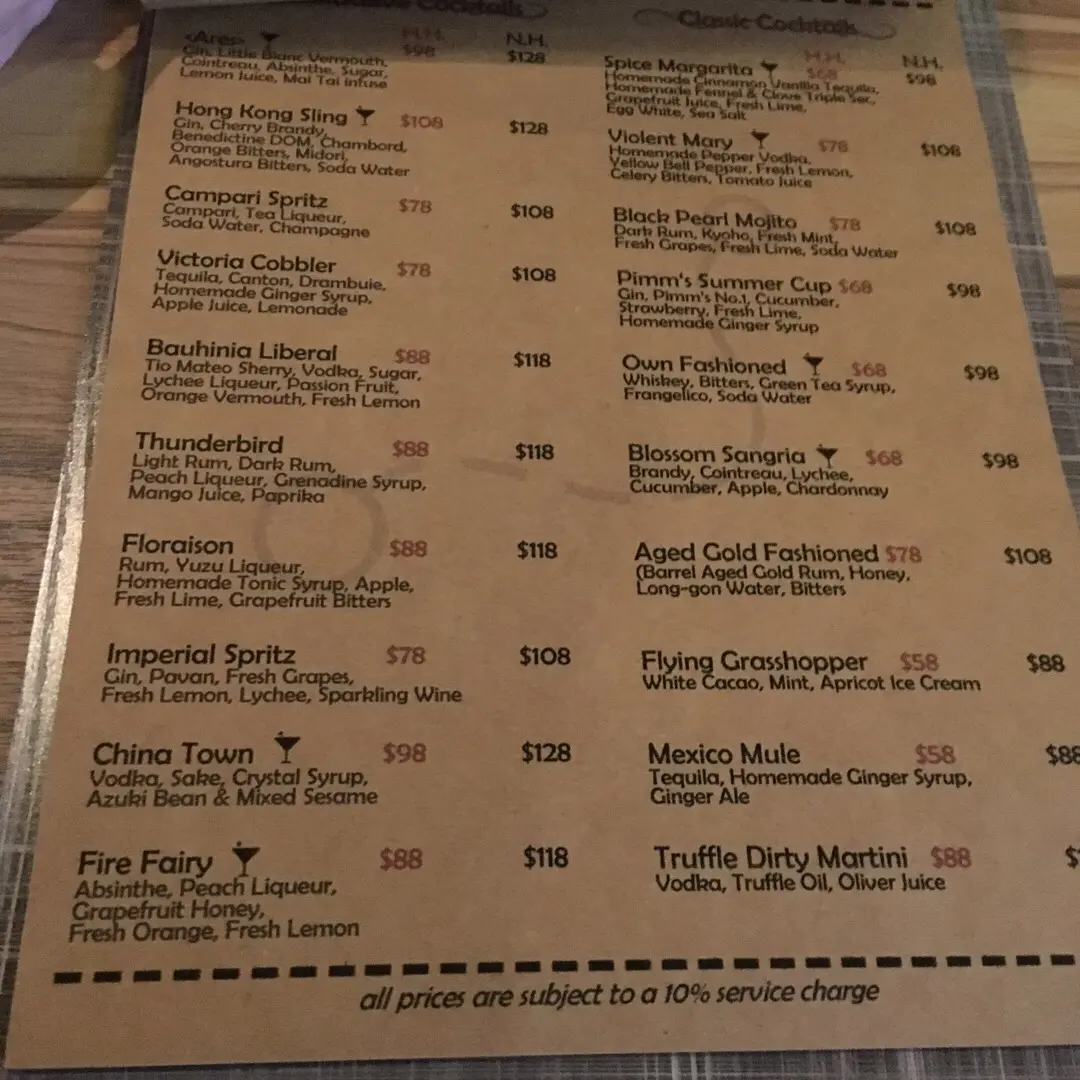 Cocktails
<Ares>
H.H.
N.H.
$98
$128
Gin, Little Blanc Vermouth,
Cointreau, Absinthe, Sugar,
Lemon Juice, Mai Tai infuse
Hong Kong Sling $108 $128
Gin, Cherry Brandy,
Benedictine DOM, Chambord,
Orange Bitters, Midori,
Angostura Bitters, Soda Water
Campari Spritz $78 $108
Campari, Tea Liqueur,
Soda Water, Champagne
Victoria Cobbler $78 $108
Tequila, Canton, Drambuie,
Homemade Ginger Syrup,
Apple Juice, Lemonade
Bauhinia Liberal $88 $118
Tio Mateo Sherry, Vodka, Sugar,
Lychee Liqueur, Passion Fruit,
Orange Vermouth, Fresh Lemon
Thunderbird $88 $118
Light Rum, Dark Rum,
Peach Liqueur, Grenadine Syrup,
Mango Juice, Paprika
Floraison $88 $118
Rum, Yuzu Liqueur,
Homemade Tonic Syrup, Apple,
Fresh Lime, Grapefruit Bitters
Imperial Spritz $78 $108
Gin, Pavan, Fresh Grapes,
Fresh Lemon, Lychee, Sparkling Wine
China Town $98 $128
Vodka, Sake, Crystal Syrup,
Azuki Bean & Mixed Sesame
Fire Fairy $88 $118
Absinthe, Peach Liqueur,
Grapefruit Honey,
Fresh Orange, Fresh Lemon
Classic Cocktails
H.H.
N.H.
Spice Margarita $68 $98
Homemade Cinnamon Vanilla Tequila,
Homemade Fennel & Clove Triple Sec,
Grapefruit Juice, Fresh Lime,
Egg White, Sea Salt
Violent Mary $78 $108
Homemade Pepper Vodka,
Yellow Bell Pepper, Fresh Lemon,
Celery Bitters, Tomato Juice
Black Pearl Mojito $78 $108
Dark Rum, Kyoho, Fresh Mint,
Fresh Grapes, Fresh Lime, Soda Water
Pimm's Summer Cup $68 $98
Gin, Pimm's No.1, Cucumber,
Strawberry, Fresh Lime,
Homemade Ginger Syrup
Own Fashioned $68 $98
Whiskey, Bitters, Green Tea Syrup,
Frangelico, Soda Water
Blossom Sangria $68 $98
Brandy, Cointreau, Lychee,
Cucumber, Apple, Chardonnay
Aged Gold Fashioned $78 $108
(Barrel Aged Gold Rum, Honey,
Long-gon Water, Bitters
Flying Grasshopper $58 $88
White Cacao, Mint, Apricot Ice Cream
Mexico Mule $58 $88
Tequila, Homemade Ginger Syrup,
Ginger Ale
Truffle Dirty Martini $88
Vodka, Truffle Oil, Oliver Juice
all prices are subject to a 10% service charge